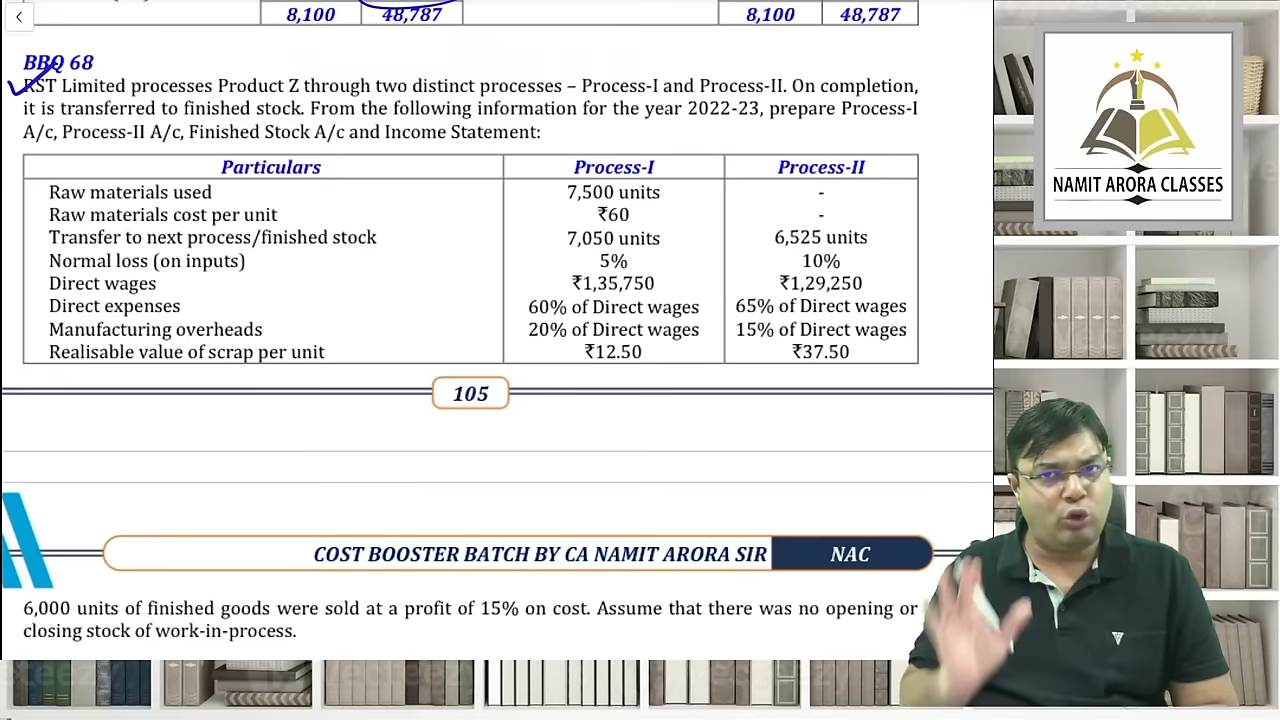 8,100 48,787 8,100 48,787
BBQ 68
RST Limited processes Product Z through two distinct processes – Process-I and Process-II. On completion,
it is transferred to finished stock. From the following information for the year 2022-23, prepare Process-I
A/c, Process-II A/c, Finished Stock A/c and Income Statement:
Particulars Process-I Process-II
Raw materials used 7,500 units -
Raw materials cost per unit ₹60 -
Transfer to next process/finished stock 7,050 units 6,525 units
Normal loss (on inputs) 5% 10%
Direct wages ₹1,35,750 ₹1,29,250
Direct expenses 60% of Direct wages 65% of Direct wages
Manufacturing overheads 20% of Direct wages 15% of Direct wages
Realisable value of scrap per unit ₹12.50 ₹37.50
105
COST BOOSTER BATCH BY CA NAMIT ARORA SIR NAC
6,000 units of finished goods were sold at a profit of 15% on cost. Assume that there was no opening or
closing stock of work-in-process.
NAMIT ARORA CLASSES